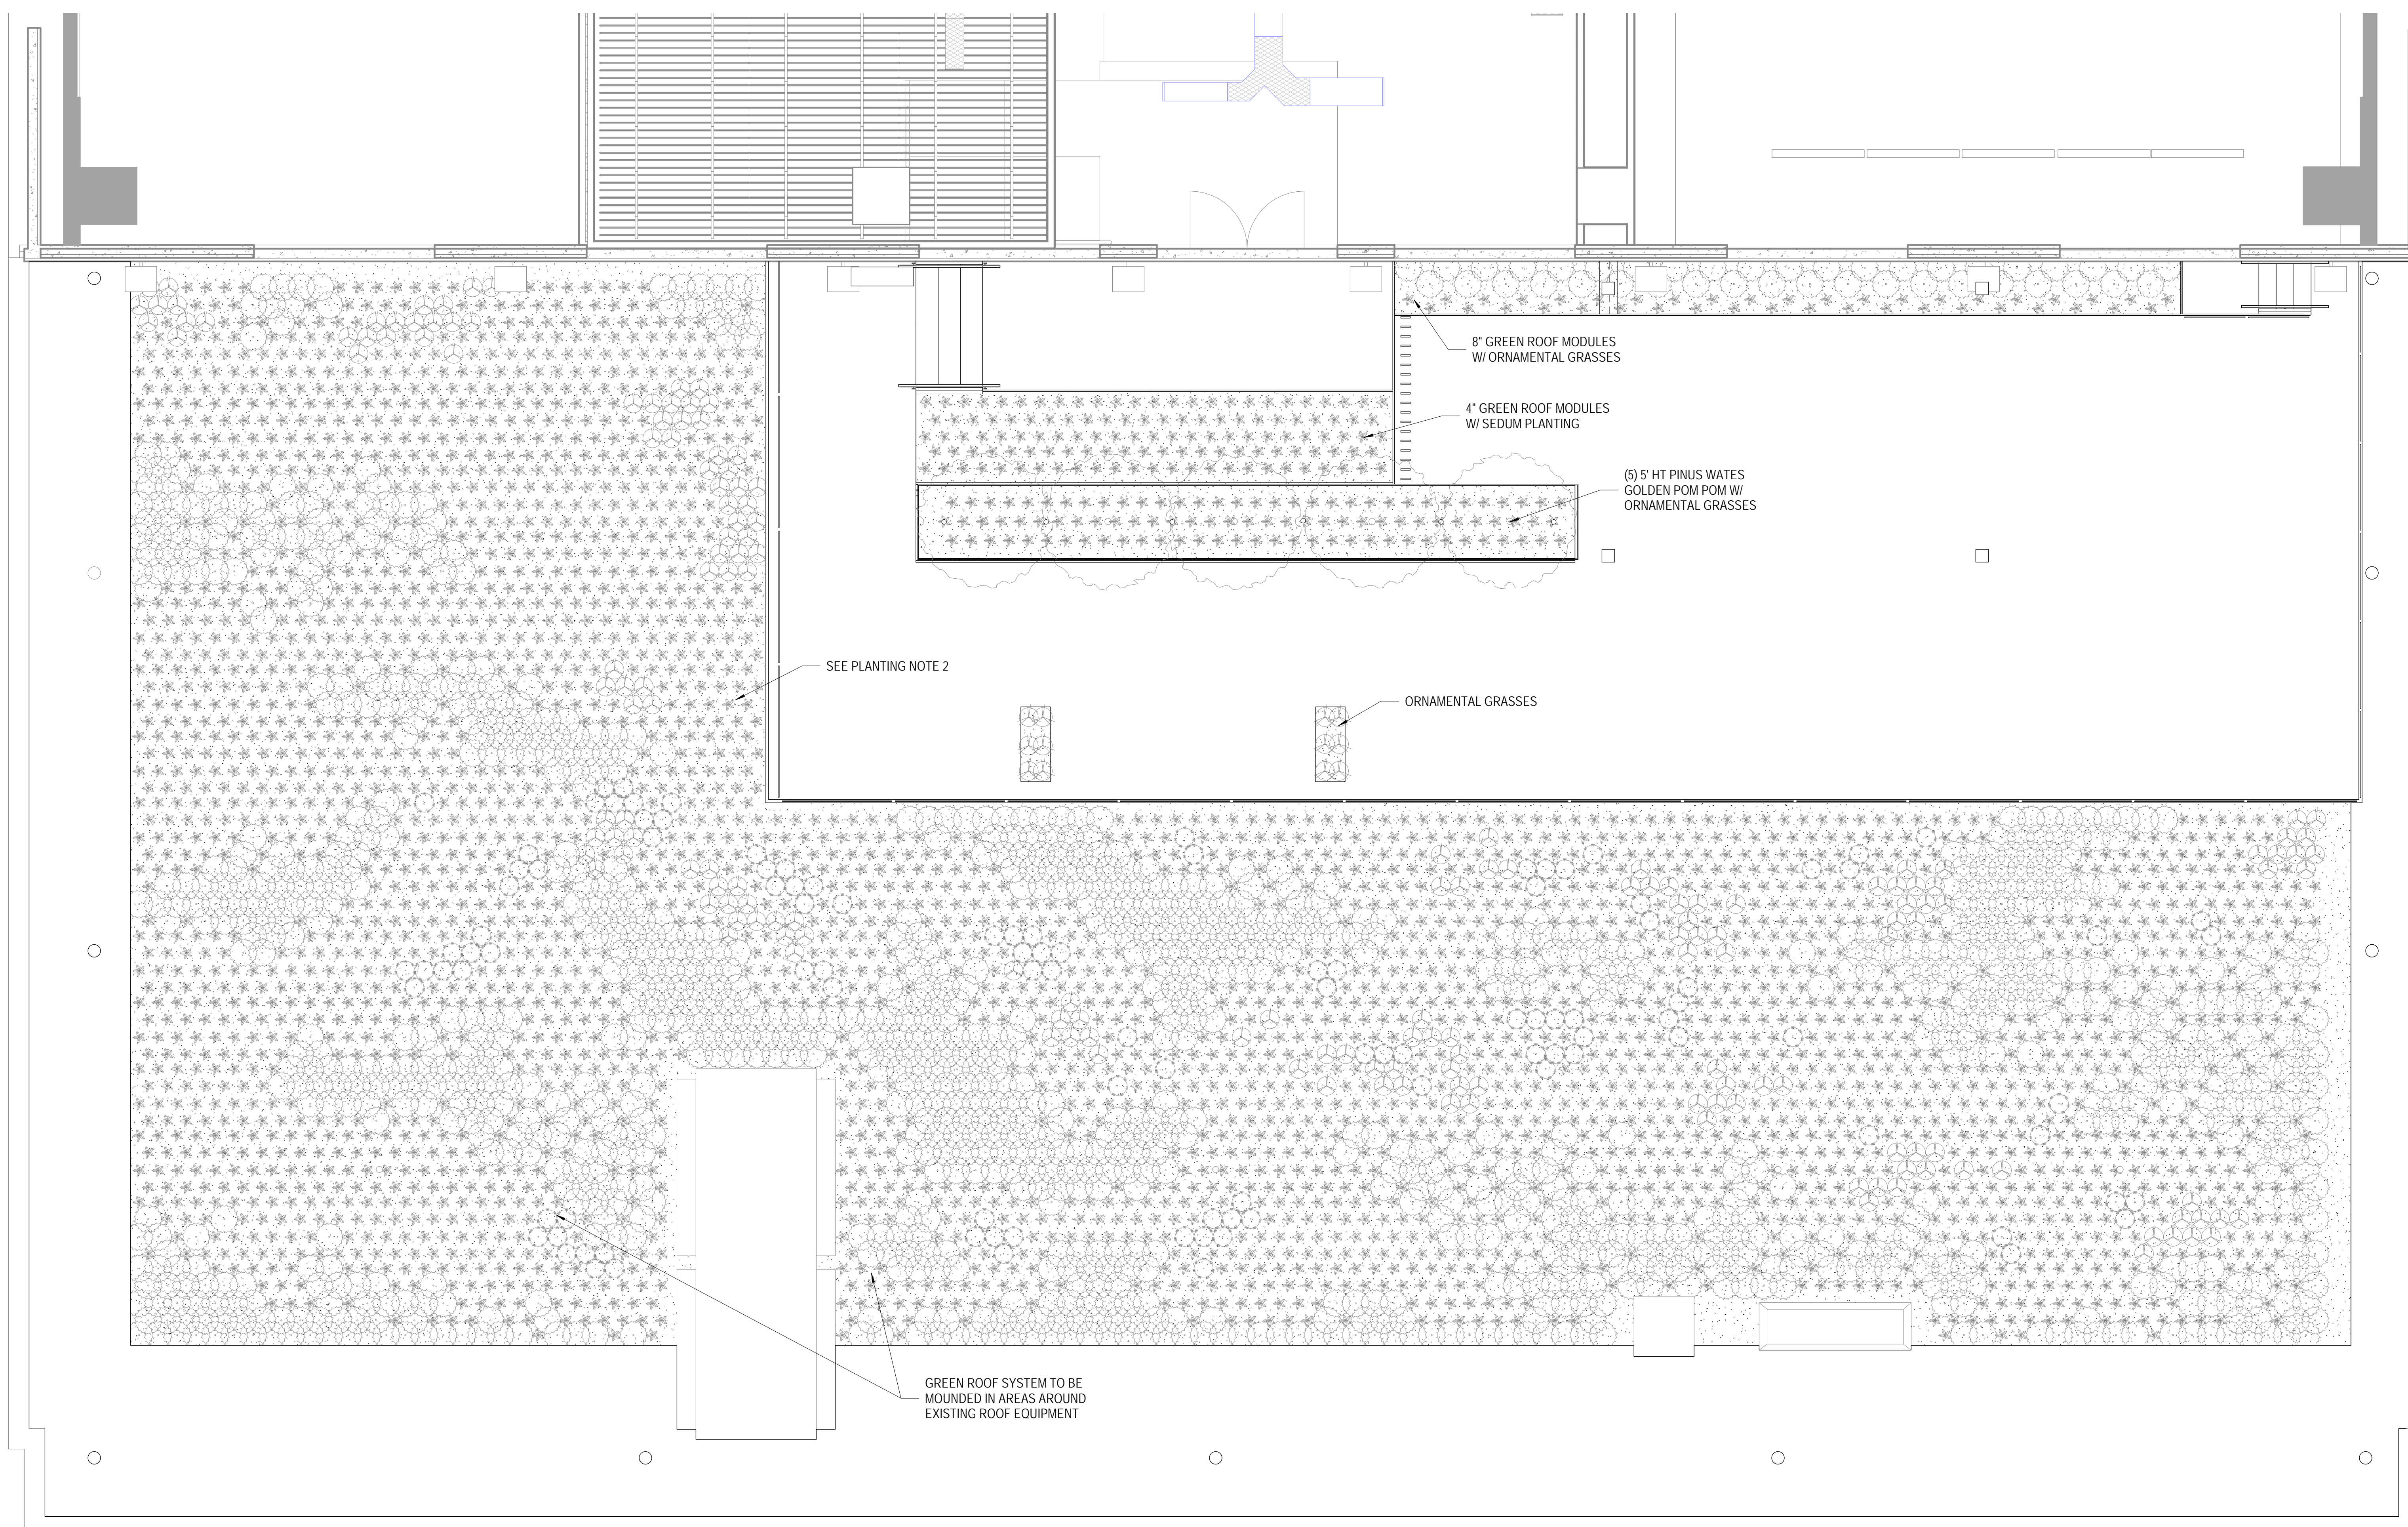 8" GREEN ROOF MODULES
W/ ORNAMENTAL GRASSES
4" GREEN ROOF MODULES
W/ SEDUM PLANTING
(5) 5' HT PINUS WATES
GOLDEN POM POM W/
ORNAMENTAL GRASSES
SEE PLANTING NOTE 2
ORNAMENTAL GRASSES
GREEN ROOF SYSTEM TO BE
MOUNDED IN AREAS AROUND
EXISTING ROOF EQUIPMENT